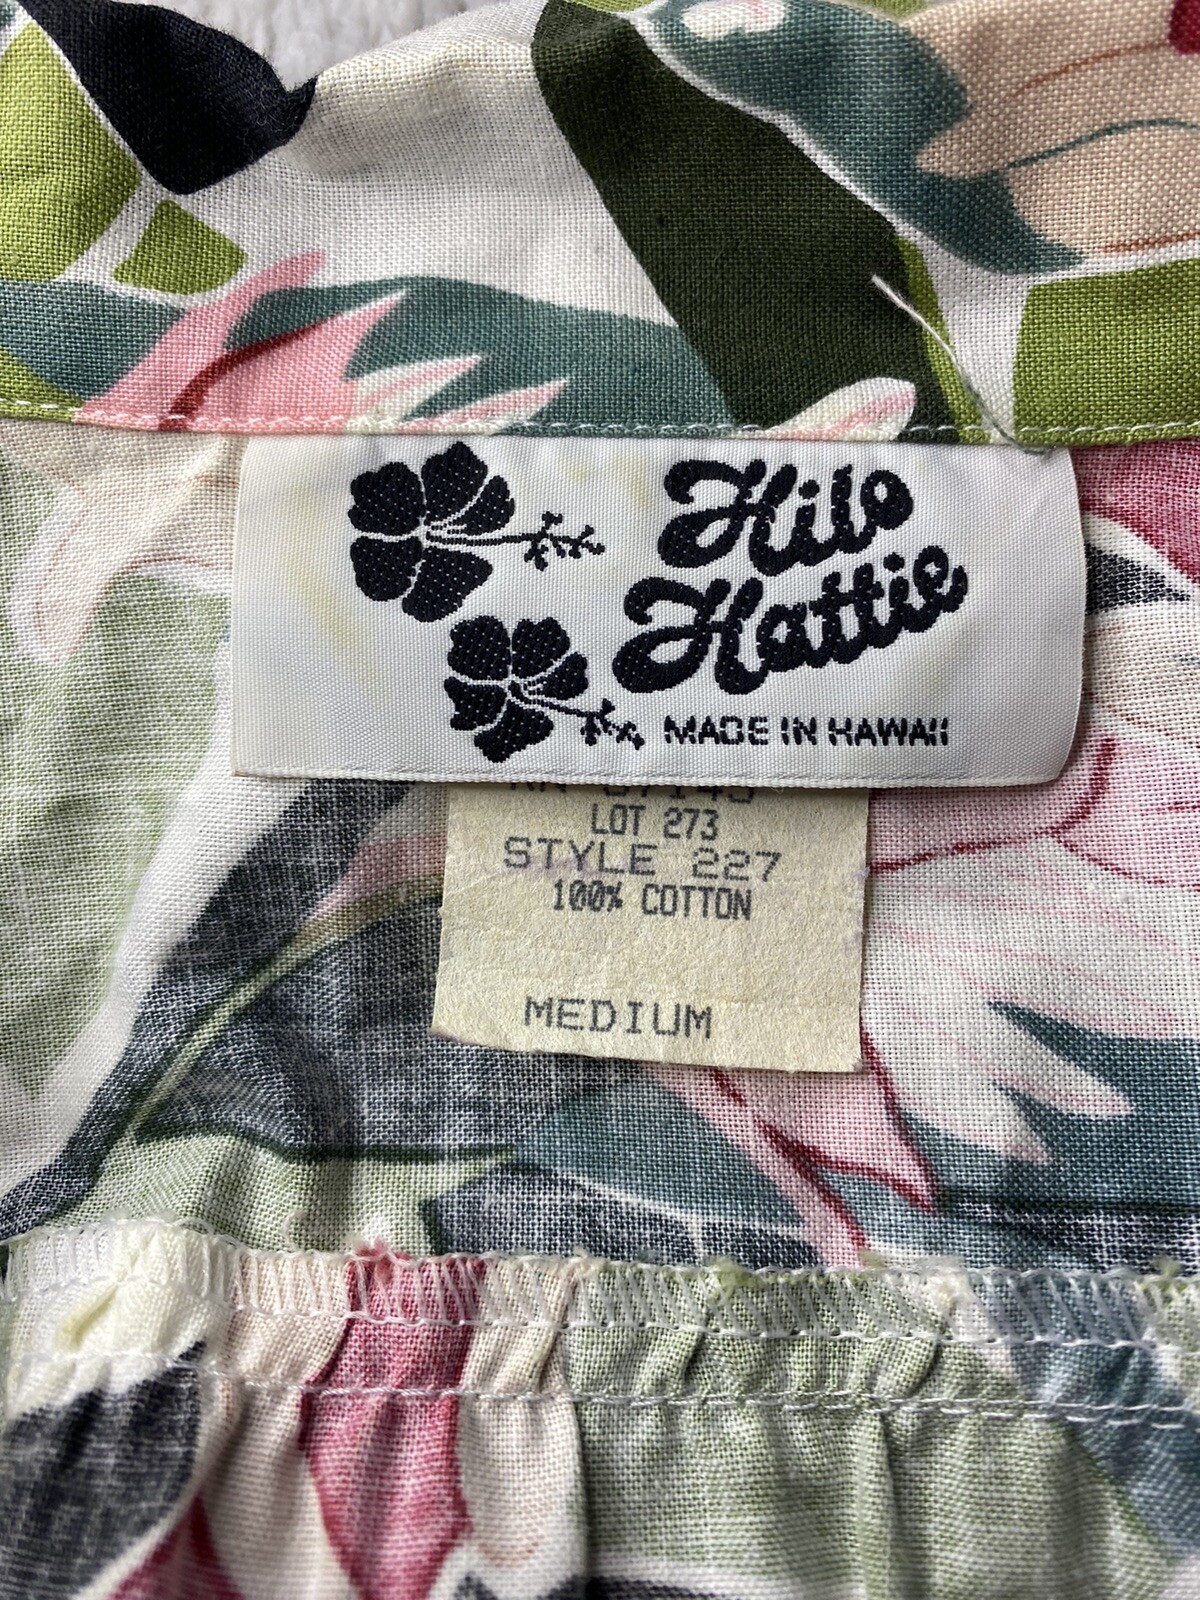 Hilo
Hattie
MADE IN HAWAII
LOT 273
STYLE 227
100% COTTON
MEDIUM